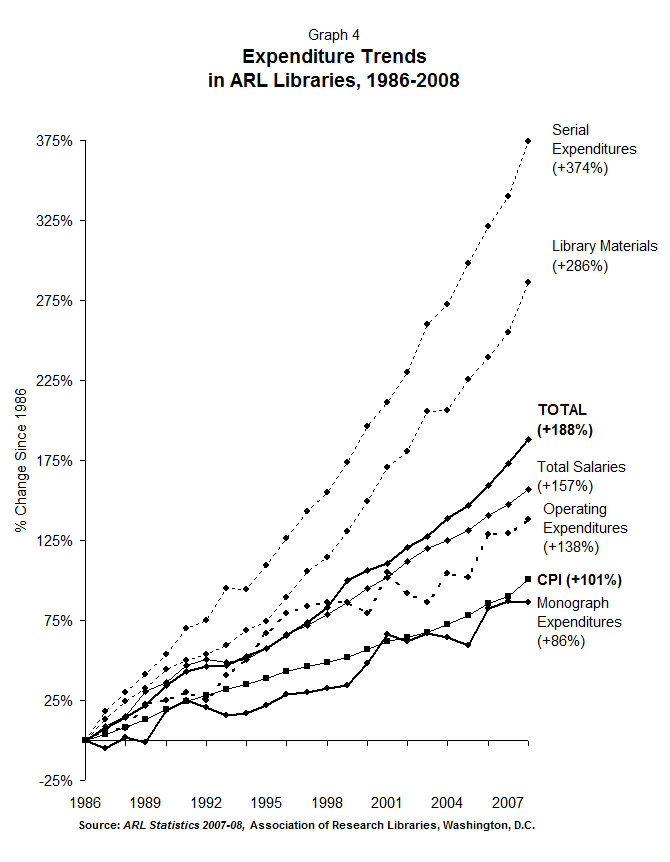 Graph 4
Expenditure Trends
in ARL Libraries, 1986-2008
Serial
Expenditures
(+374%)
Library Materials
(+286%)
TOTAL
(+188%)
Total Salaries
(+157%)
Operating
Expenditures
(+138%)
CPI (+101%)
Monograph
Expenditures
(+86%)
% Change Since 1986
375%
325%
275%
225%
175%
125%
75%
25%
-25%
1986 1989 1992 1995 1998 2001 2004 2007
Source: ARL Statistics 2007-08, Association of Research Libraries, Washington, D.C.